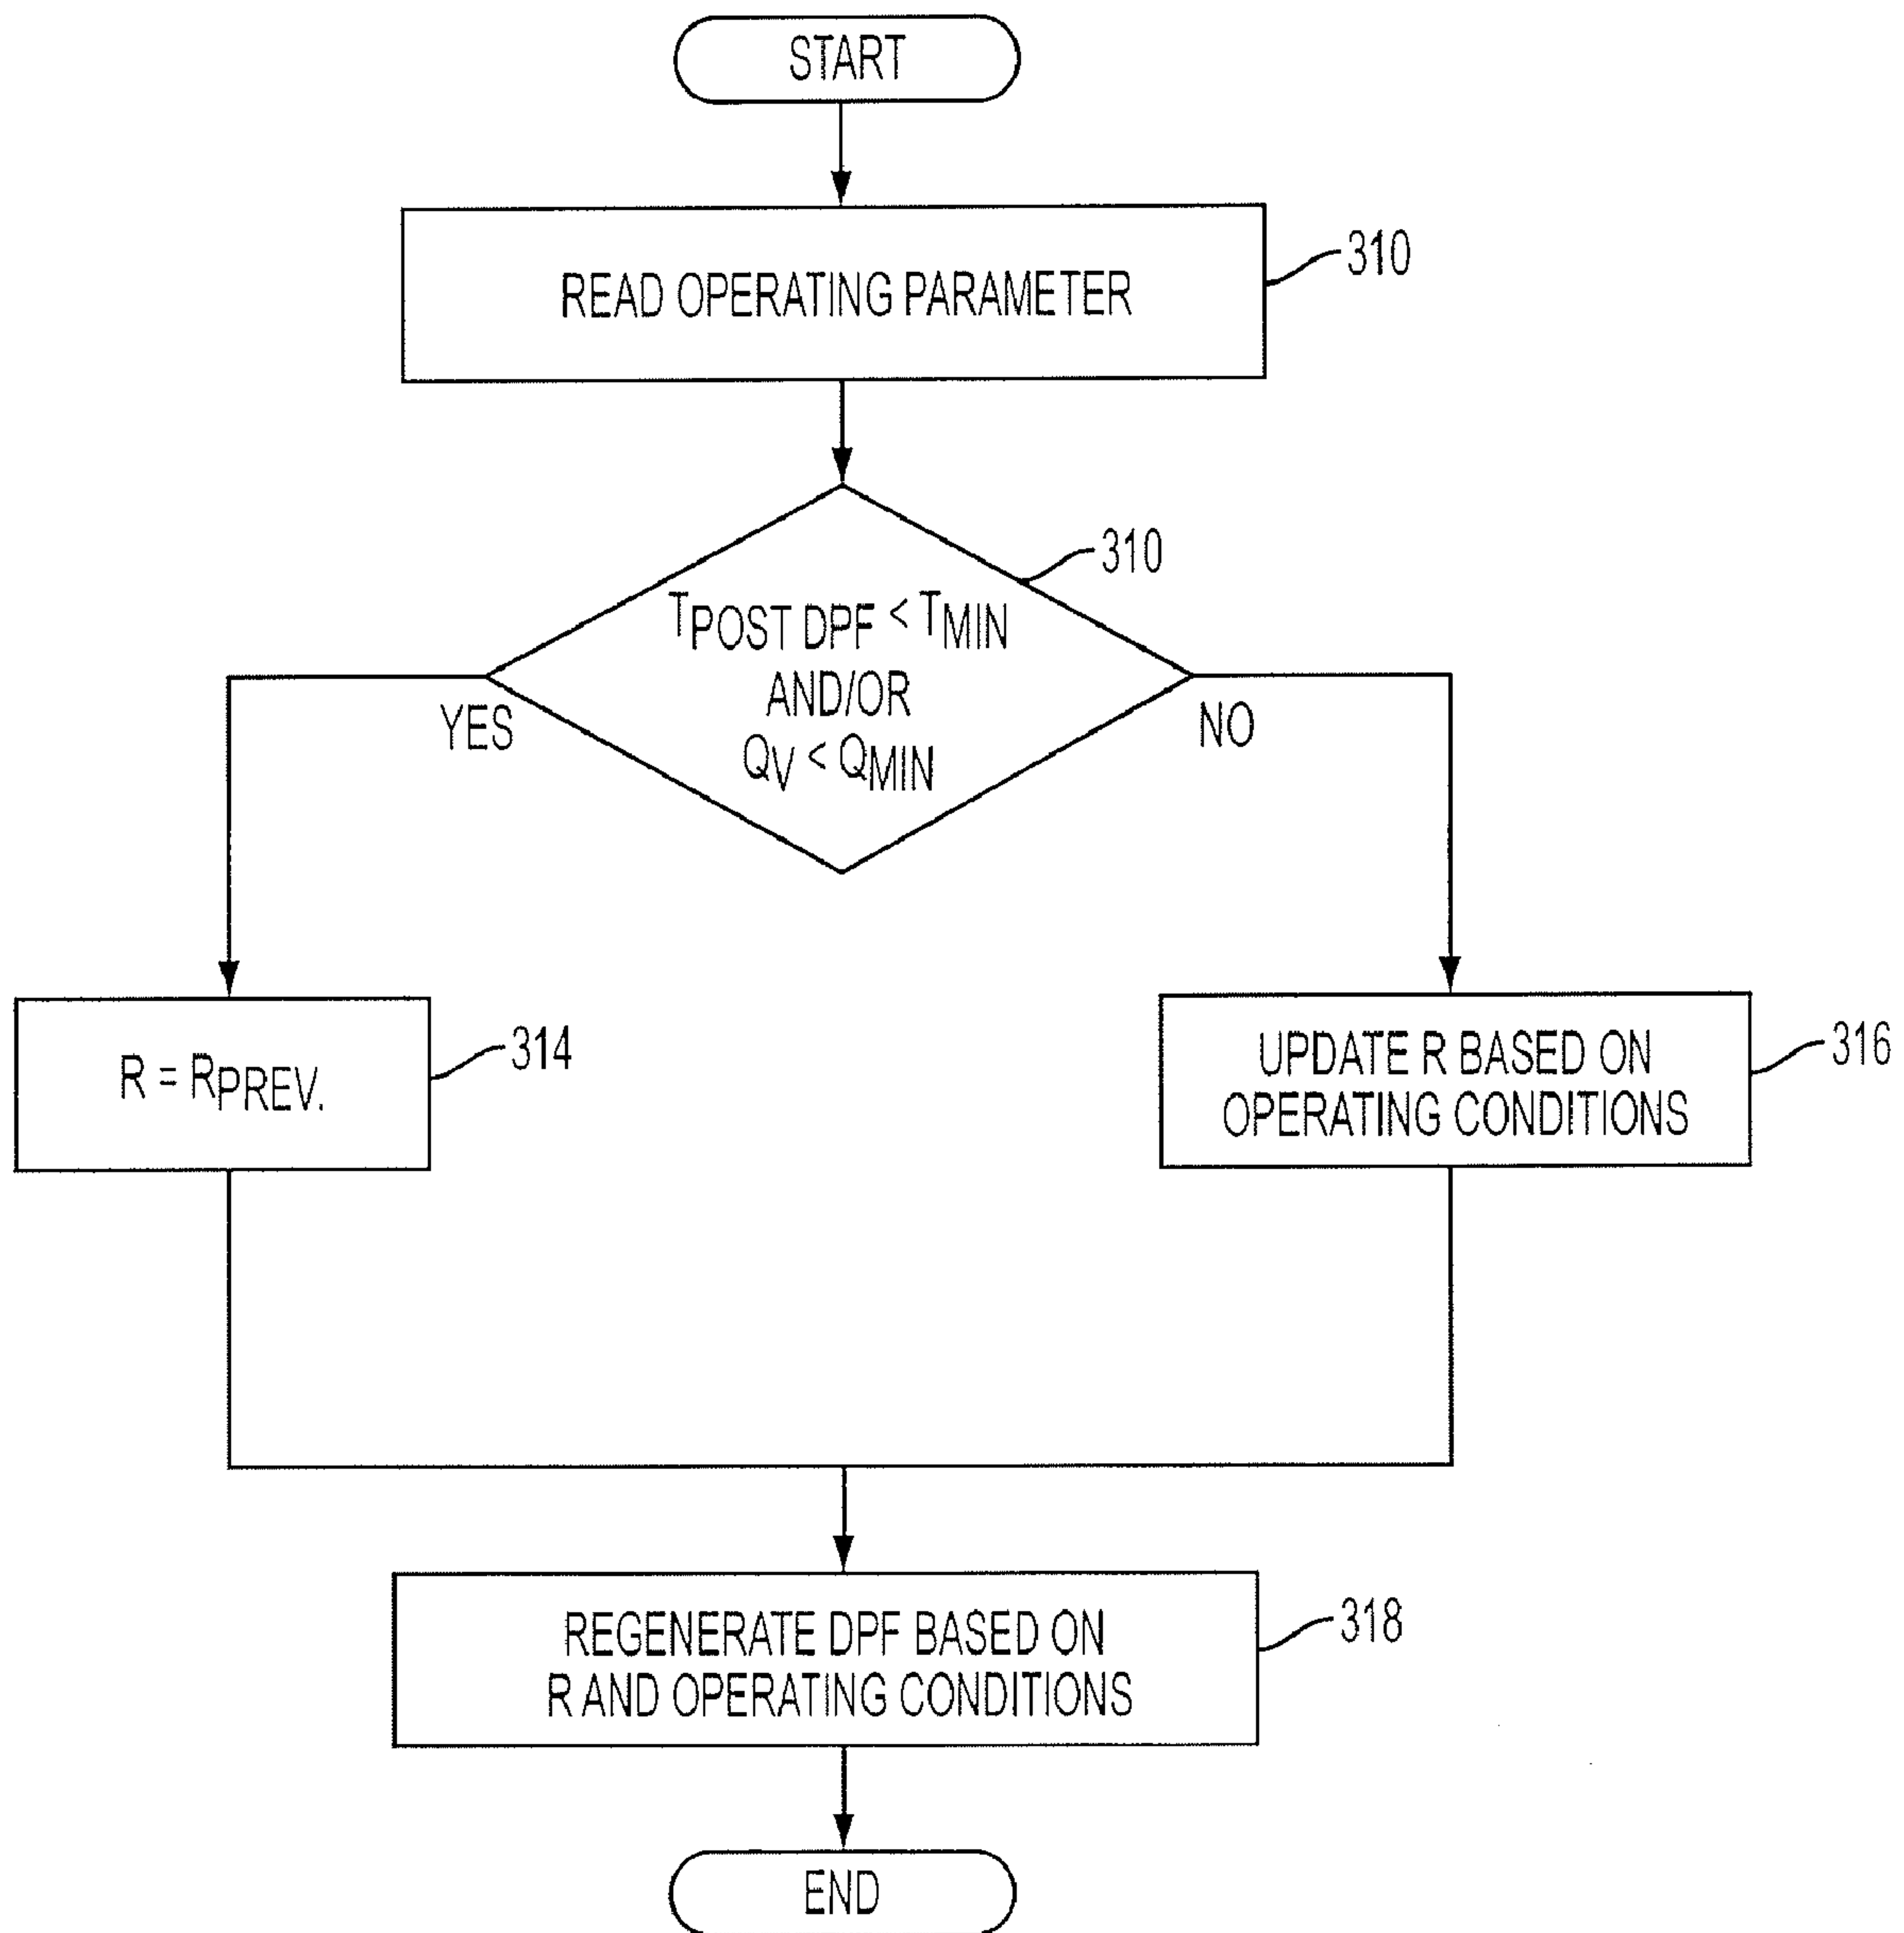 START
READ OPERATING PARAMETER
310
310
TPOST DPF < TMIN
AND/OR
QV < QMIN
YES
NO
R = RPREV.
314
UPDATE R BASED ON
OPERATING CONDITIONS
316
REGENERATE DPF BASED ON
R AND OPERATING CONDITIONS
318
END